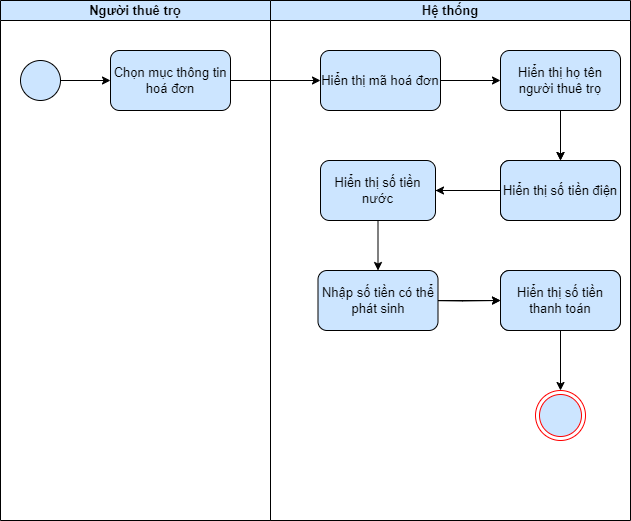 Người thuê trọ
Hệ thống
Chọn mục thông tin
hoá đơn
Hiển thị mã hoá đơn
Hiển thị họ tên
người thuê trọ
Hiển thị số tiền
nước
Hiển thị số tiền điện
Nhập số tiền có thể
phát sinh
Hiển thị số tiền
thanh toán